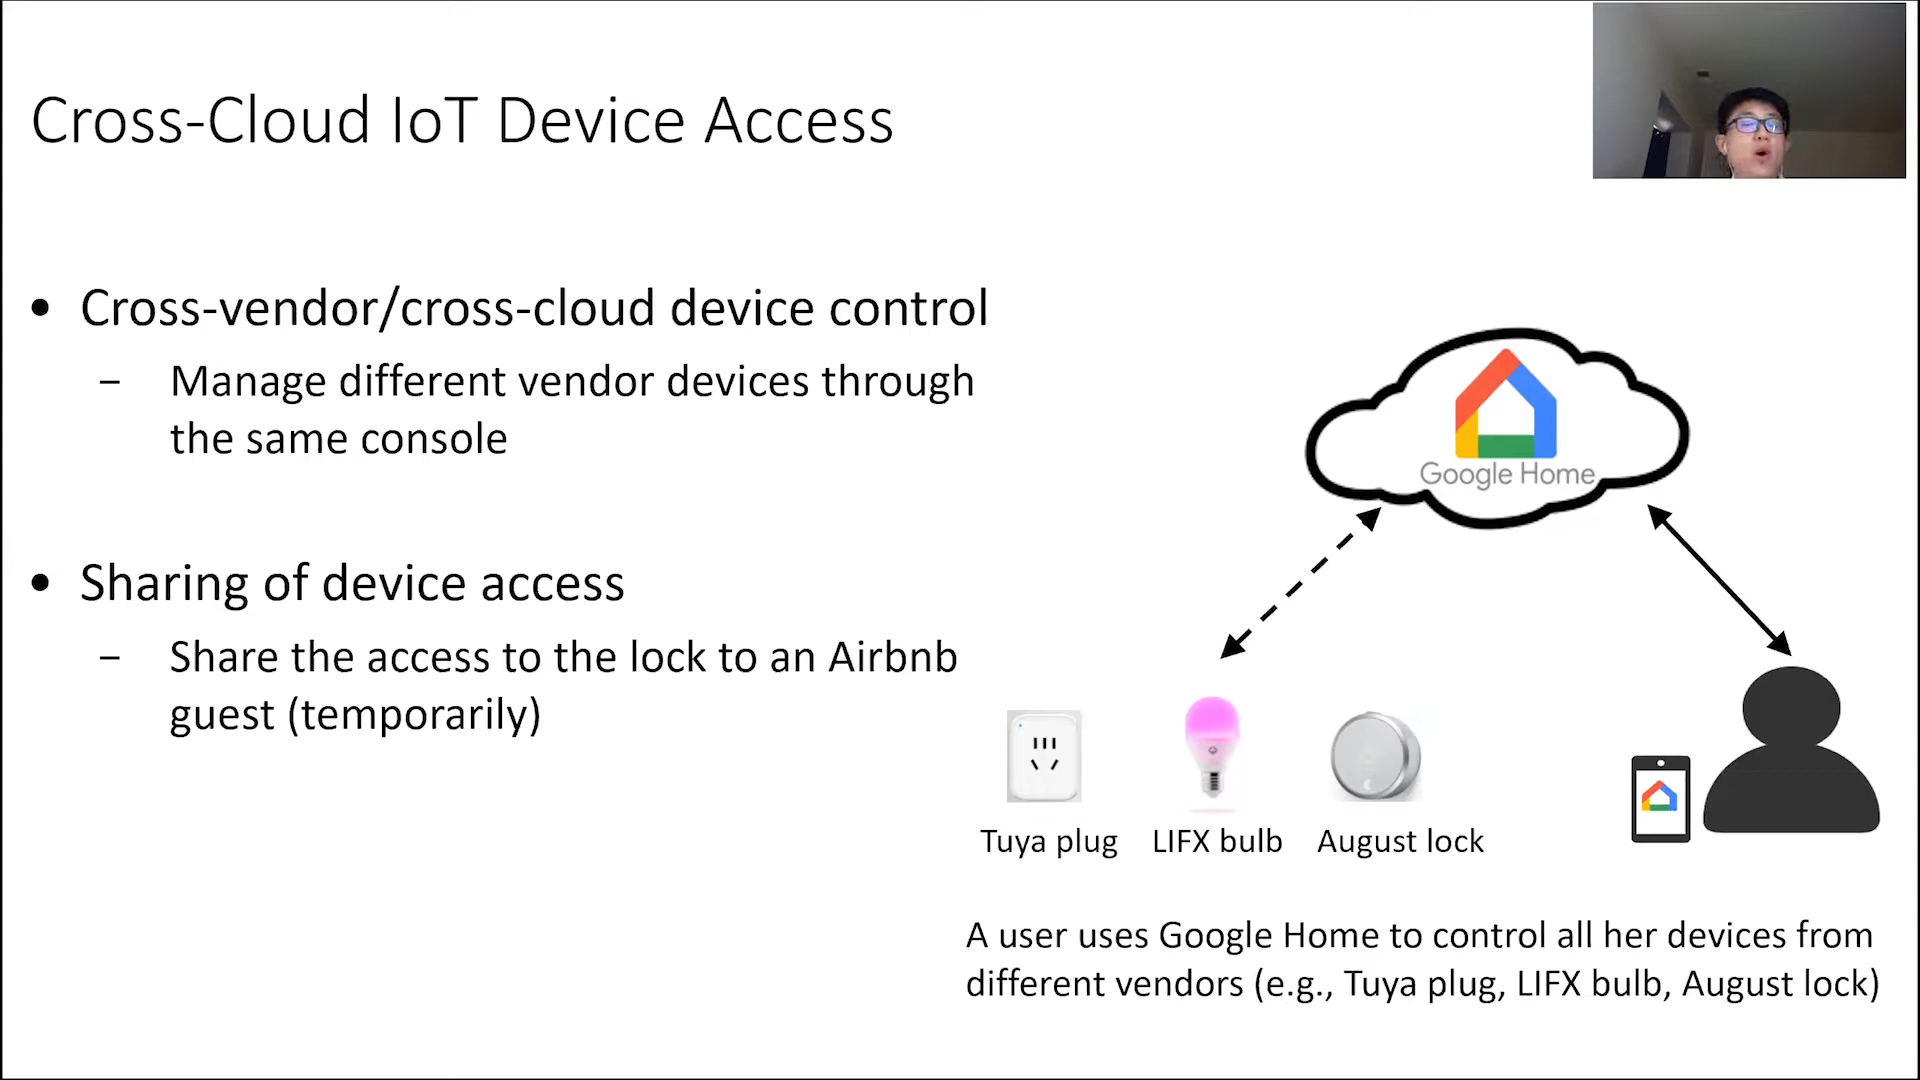 Cross-Cloud IoT Device Access
• Cross-vendor/cross-cloud device control
– Manage different vendor devices through
the same console
• Sharing of device access
– Share the access to the lock to an Airbnb
guest (temporarily)
Google Home
Tuya plug
LIFX bulb
August lock
A user uses Google Home to control all her devices from
different vendors (e.g., Tuya plug, LIFX bulb, August lock)